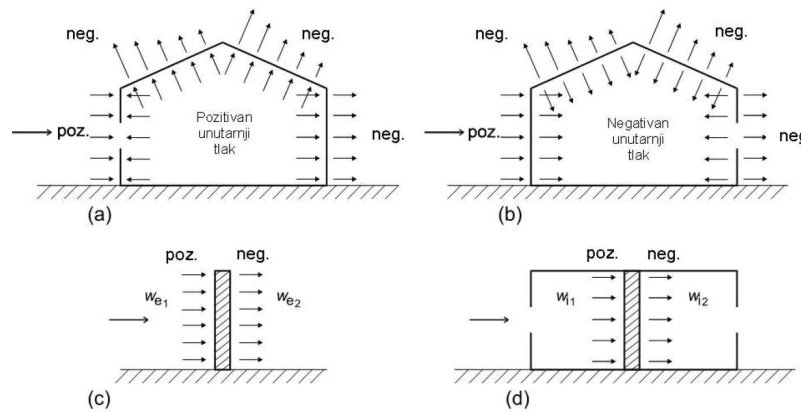 neg.
neg.
poz.
Pozitivan
unutarnji
tlak
neg.
(a)
neg.
neg.
poz.
Negativan
unutarnji
tlak
neg
(b)
poz.
neg.
we1
we2
(c)
poz.
neg.
wi1
wi2
(d)